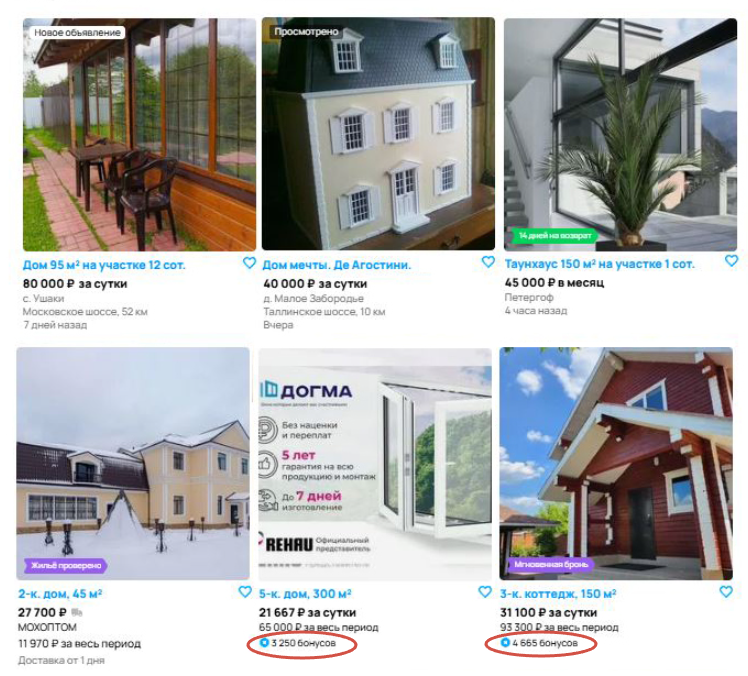 Новое объявление
Просмотрено
14 дней на возврат
Дом 95 м² на участке 12 сот.
80 000 ₽ за сутки
с. Ушаки
Московское шоссе, 52 км
7 дней назад
Дом мечты. Де Агостини.
40 000 ₽ за сутки
д. Малое Забородье
Таллинское шоссе, 10 км
Вчера
Таунхаус 150 м² на участке 1 сот.
45 000 ₽ в месяц
Петергоф
4 часа назад
Жильё проверено
2-к. дом, 45 м²
27 700 ₽
МОХОПТОМ
11 970 ₽ за весь период
Доставка от 1 дня
ДОГМА
Без наценки
и переплат
5 лет
гарантия на всю
продукцию и монтаж
До 7 дней
изготовление
REHAU Официальный
представитель
5-к. дом, 300 м²
21 667 ₽ за сутки
65 000 ₽ за весь период
3 250 бонусов
Мгновенная бронь
3-к. коттедж, 150 м²
31 100 ₽ за сутки
93 300 ₽ за весь период
4 665 бонусов